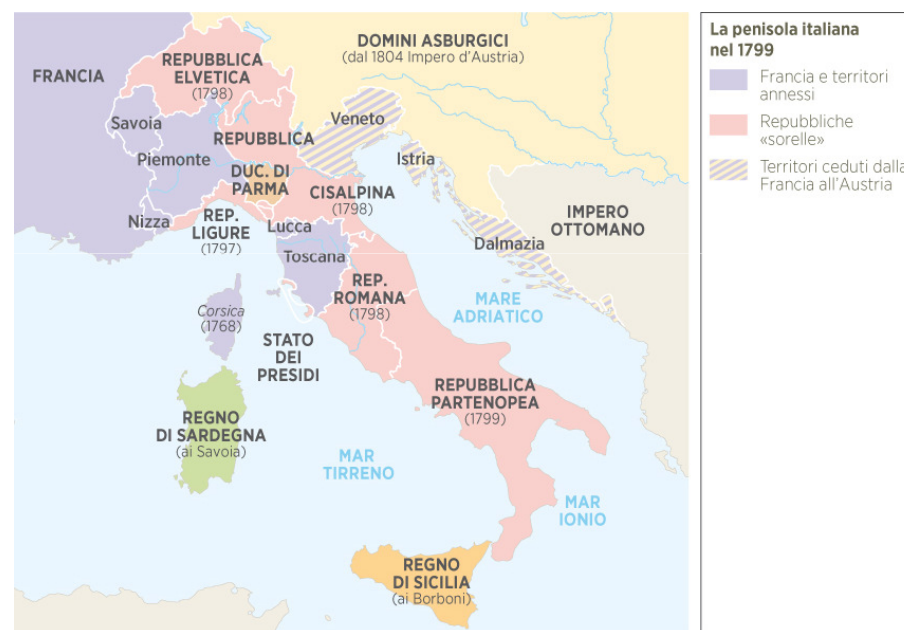 La penisola italiana
nel 1799
Francia e territori
annessi
Repubbliche
«sorelle»
Territori ceduti dalla
Francia all'Austria
DOMINI ASBURGICI
(dal 1804 Impero d'Austria)
REPUBBLICA
ELVETICA
(1798)
FRANCIA
Savoia
REPUBBLICA
Veneto
Istria
Piemonte
DUC. DI
PARMA
CISALPINA
(1798)
Nizza
REP.
LIGURE
(1797)
Lucca
Toscana
IMPERO
OTTOMANO
Dalmazia
REP.
ROMANA
(1798)
MARE
ADRIATICO
Corsica
(1768)
STATO
DEI
PRESIDI
REGNO
DI SARDEGNA
(ai Savoia)
REPUBBLICA
PARTENOPEA
(1799)
MAR
TIRRENO
MAR
IONIO
REGNO
DI SICILIA
(ai Borboni)